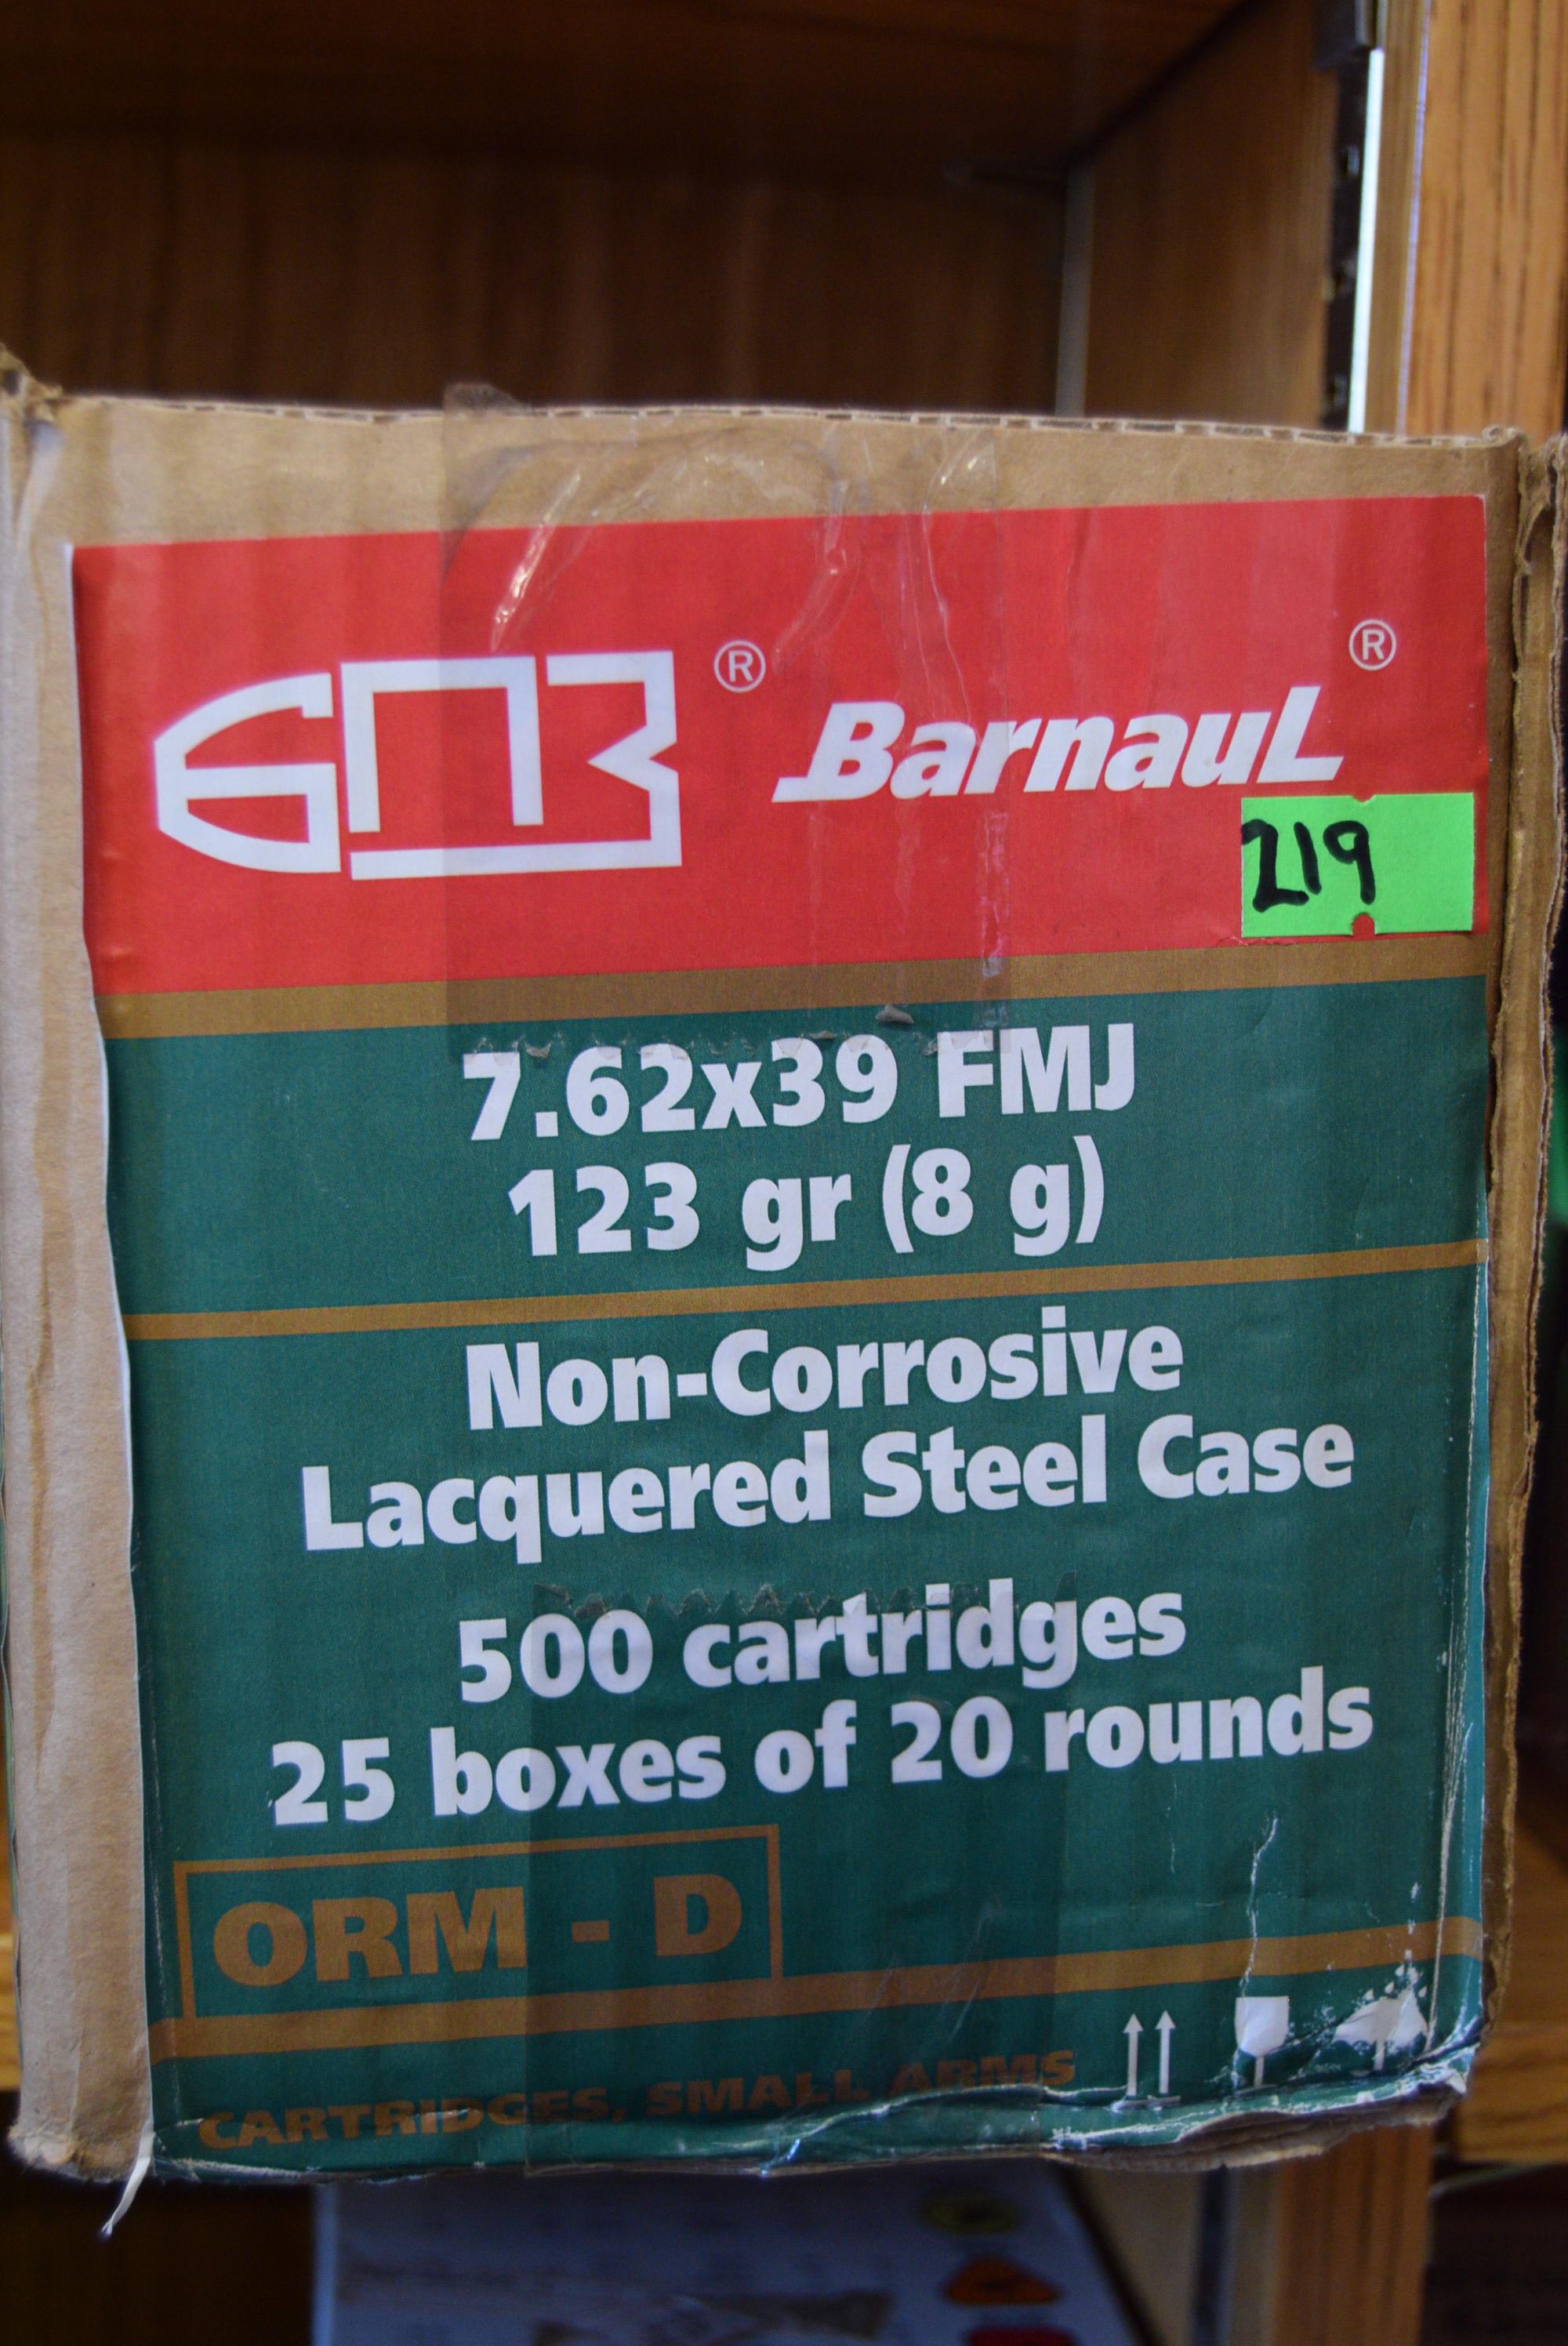 БПЗ ® BarnauL ®
219
7.62x39 FMJ
123 gr (8 g)
Non-Corrosive
Lacquered Steel Case
500 cartridges
25 boxes of 20 rounds
ORM - D
CARTRIDGES, SMALL ARMS